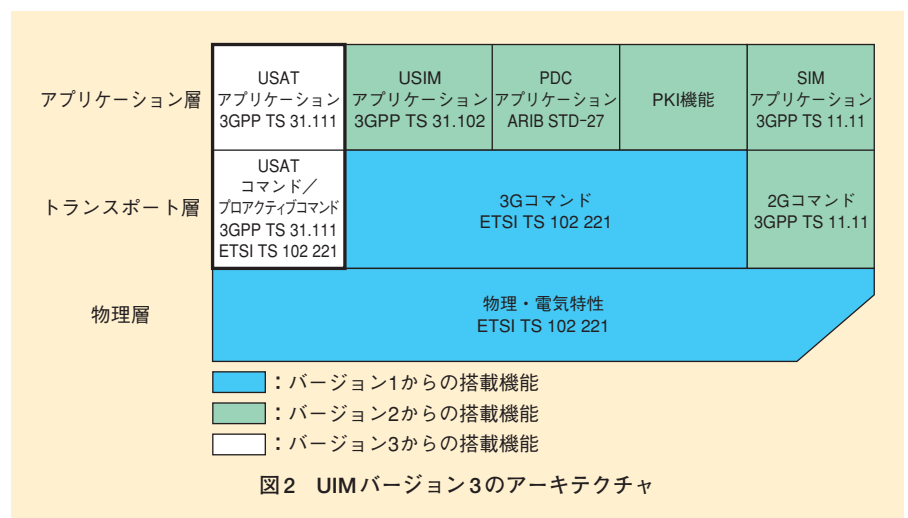 アプリケーション層
USAT
アプリケーション
3GPP TS 31.111
USIM
アプリケーション
3GPP TS 31.102
PDC
アプリケーション
ARIB STD-27
PKI機能
SIM
アプリケーション
3GPP TS 11.11
トランスポート層
USAT
コマンド／
プロアクティブコマンド
3GPP TS 31.111
ETSI TS 102 221
3Gコマンド
ETSI TS 102 221
2Gコマンド
3GPP TS 11.11
物理層
物理・電気特性
ETSI TS 102 221
：バージョン1からの搭載機能
：バージョン2からの搭載機能
：バージョン3からの搭載機能
図2　UIMバージョン3のアーキテクチャ